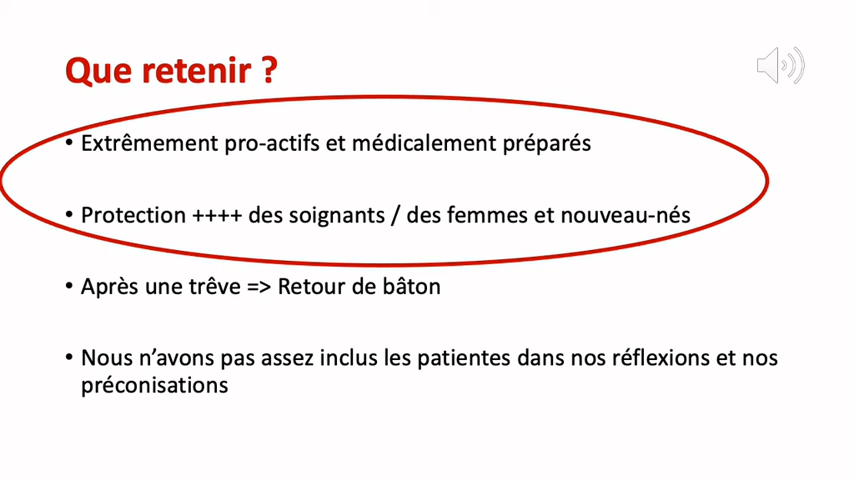 Que retenir ?
• Extrêmement pro-actifs et médicalement préparés
• Protection ++++ des soignants / des femmes et nouveau-nés
• Après une trêve => Retour de bâton
• Nous n'avons pas assez inclus les patientes dans nos réflexions et nos
préconisations